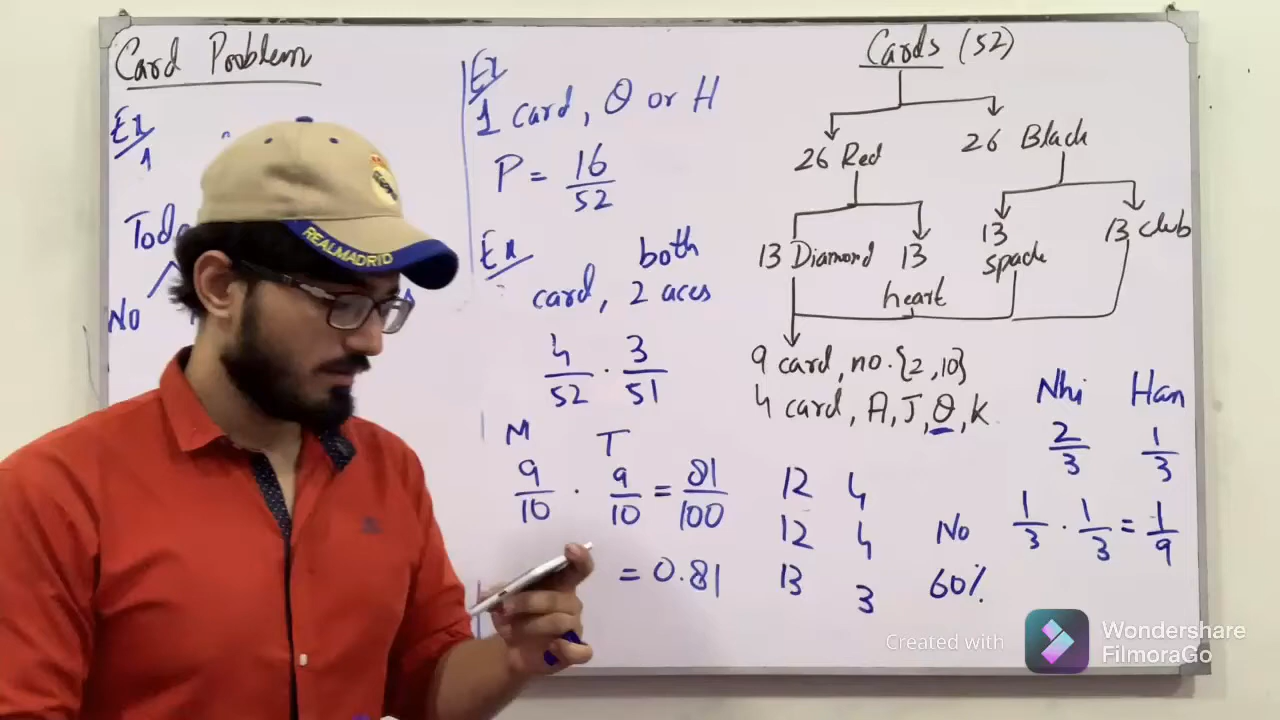 Card Problem
Ex
1
Toda
No
Ex
1 card, Q or H
P = 16/52
Ex
both
card, 2 aces
4/52 · 3/51
M T
9/10 · 9/10 = 81/100
= 0.81
Cards (52)
26 Red
26 Black
13 Diamond
13 heart
13 spade
13 club
9 card, no. {2, 10}
4 card, A, J, Q, K
12 4
12 4
13 3
No
60%
Nhi Han
2/3 1/3
1/3 · 1/3 = 1/9
REALMADRID
Created with
Wondershare
FilmoraGo